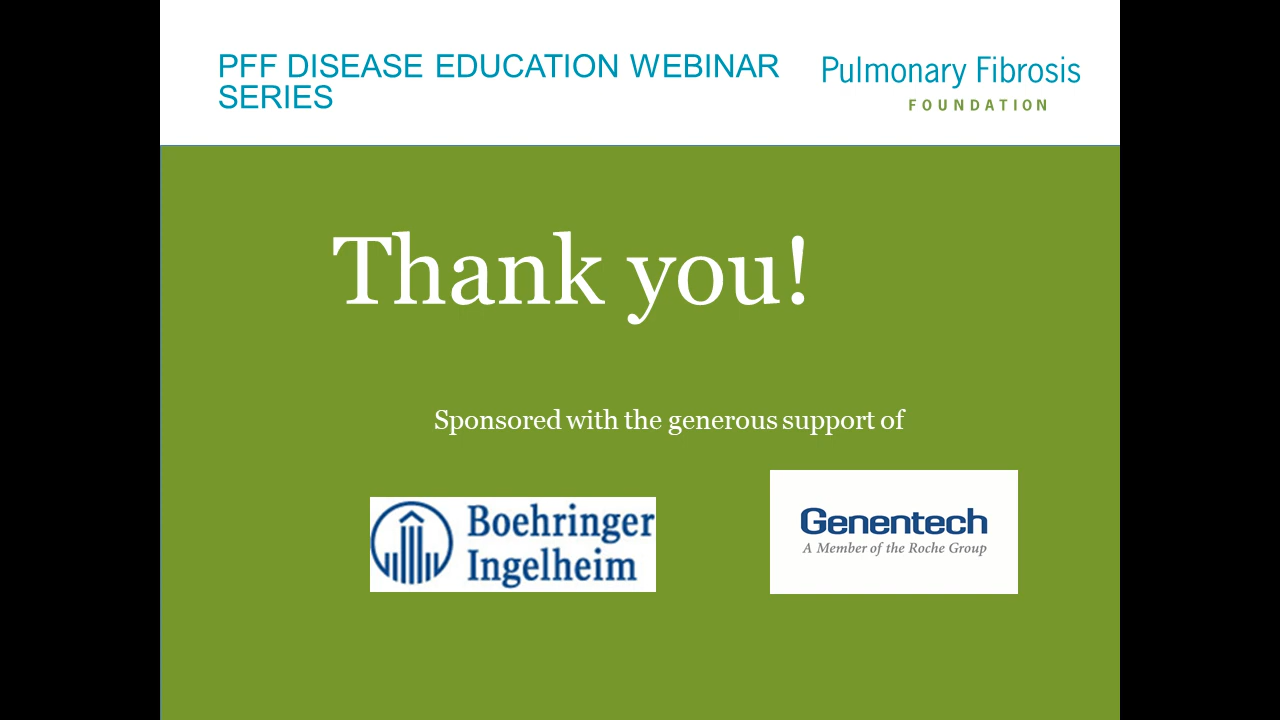 PFF DISEASE EDUCATION WEBINAR
SERIES
Pulmonary Fibrosis
FOUNDATION
Thank you!
Sponsored with the generous support of
Boehringer
Ingelheim
Genentech
A Member of the Roche Group